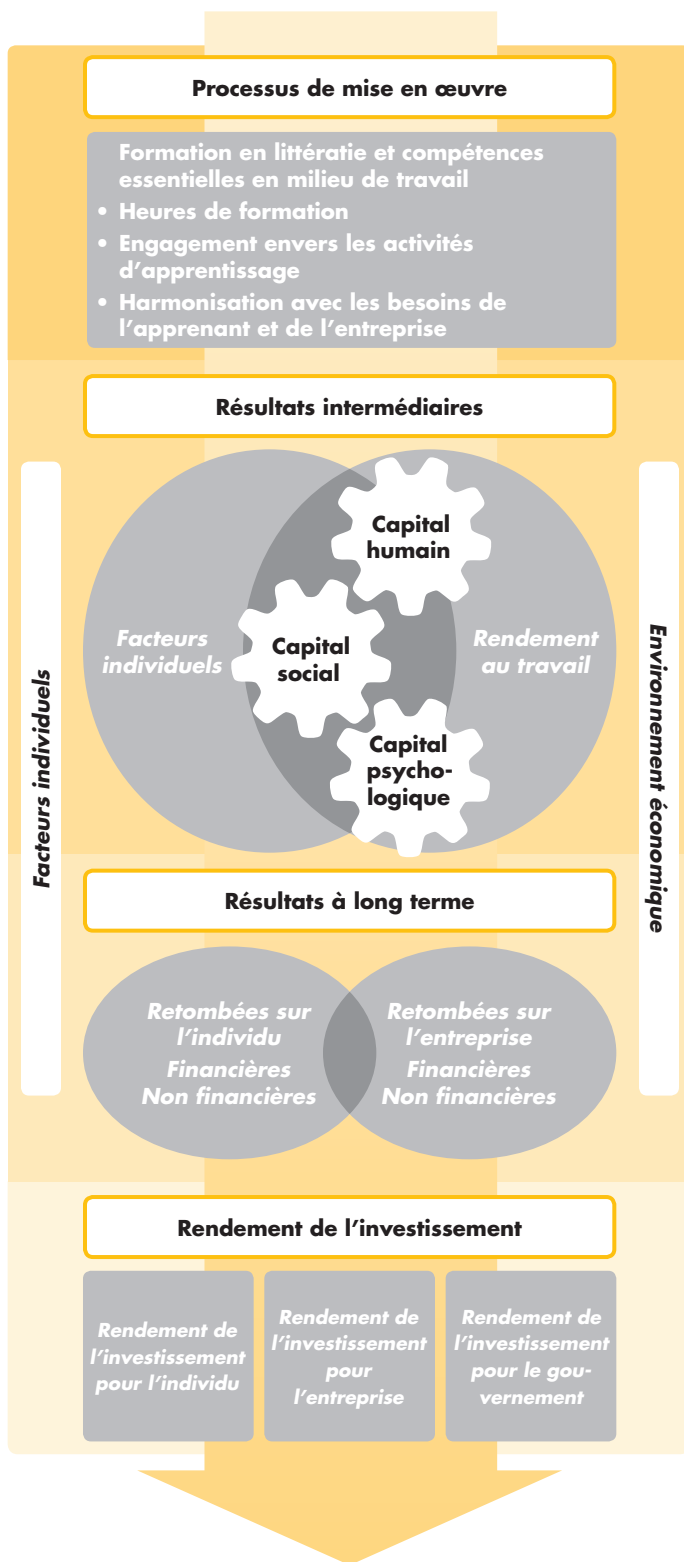 Processus de mise en œuvre
Formation en littératie et compétences
essentielles en milieu de travail
• Heures de formation
• Engagement envers les activités
d'apprentissage
• Harmonisation avec les besoins de
l'apprenant et de l'entreprise
Résultats intermédiaires
Facteurs individuels
Facteurs
individuels
Capital
humain
Capital
social
Capital
psycho-
logique
Rendement
au travail
Environnement économique
Résultats à long terme
Retombées sur
l'individu
Financières
Non financières
Retombées sur
l'entreprise
Financières
Non financières
Rendement de l'investissement
Rendement de
l'investissement
pour l'individu
Rendement de
l'investissement
pour
l'entreprise
Rendement de
l'investissement
pour le gou-
vernement